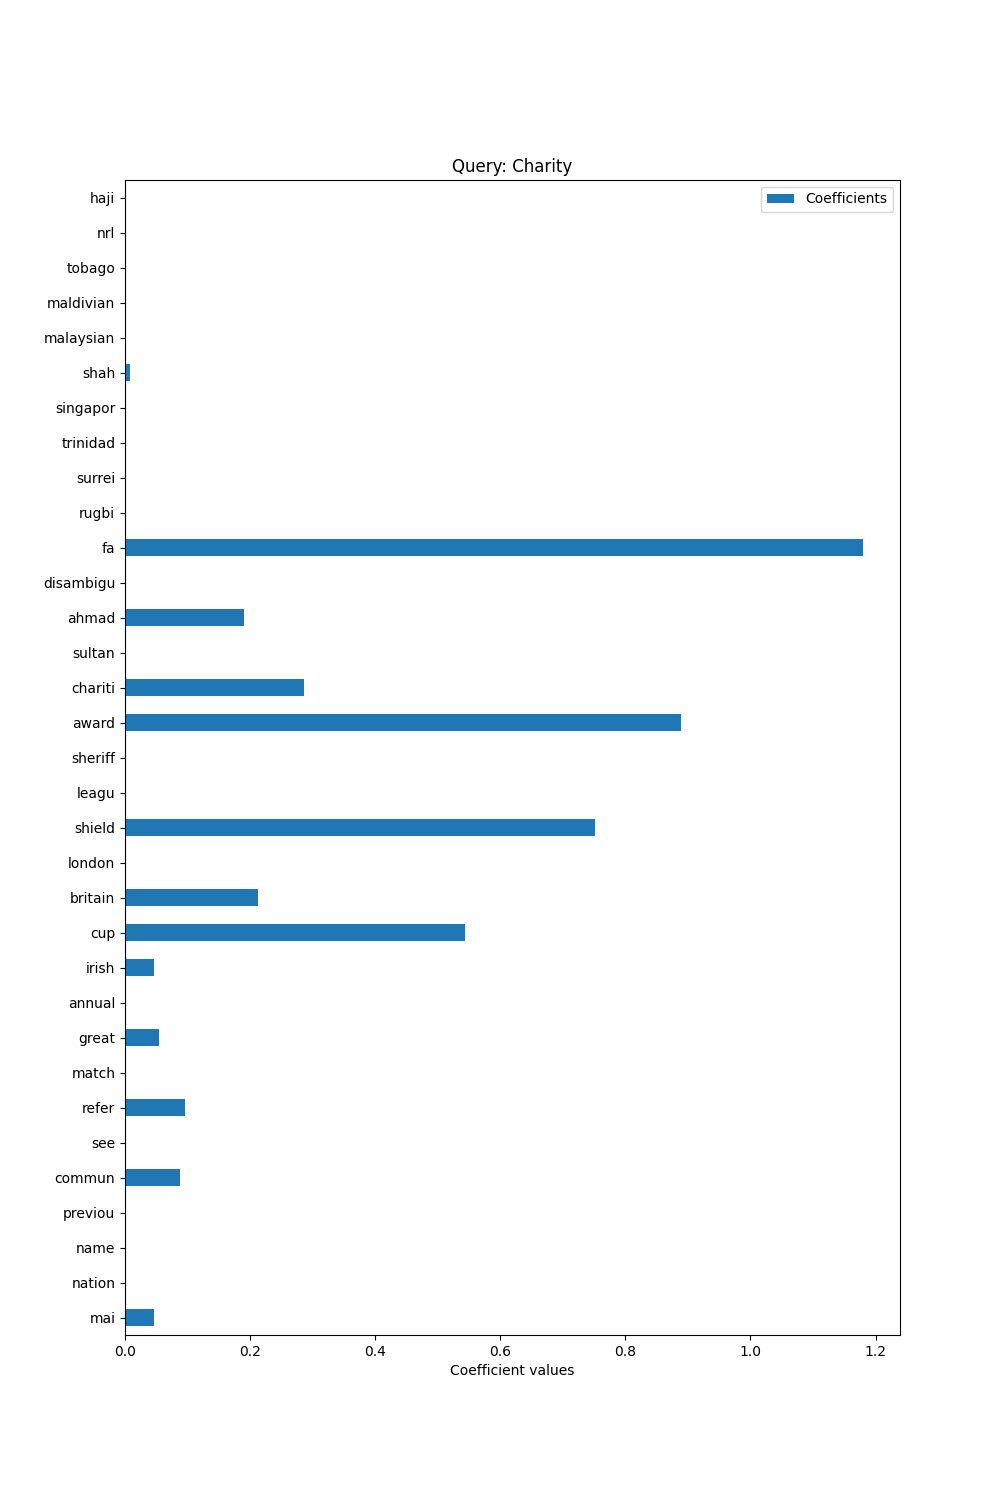 Query: Charity
Coefficients
haji
nrl
tobago
maldivian
malaysian
shah
singapor
trinidad
surrei
rugbi
fa
disambigu
ahmad
sultan
chariti
award
sheriff
leagu
shield
london
britain
cup
irish
annual
great
match
refer
see
commun
previou
name
nation
mai
0.0 0.2 0.4 0.6 0.8 1.0 1.2
Coefficient values